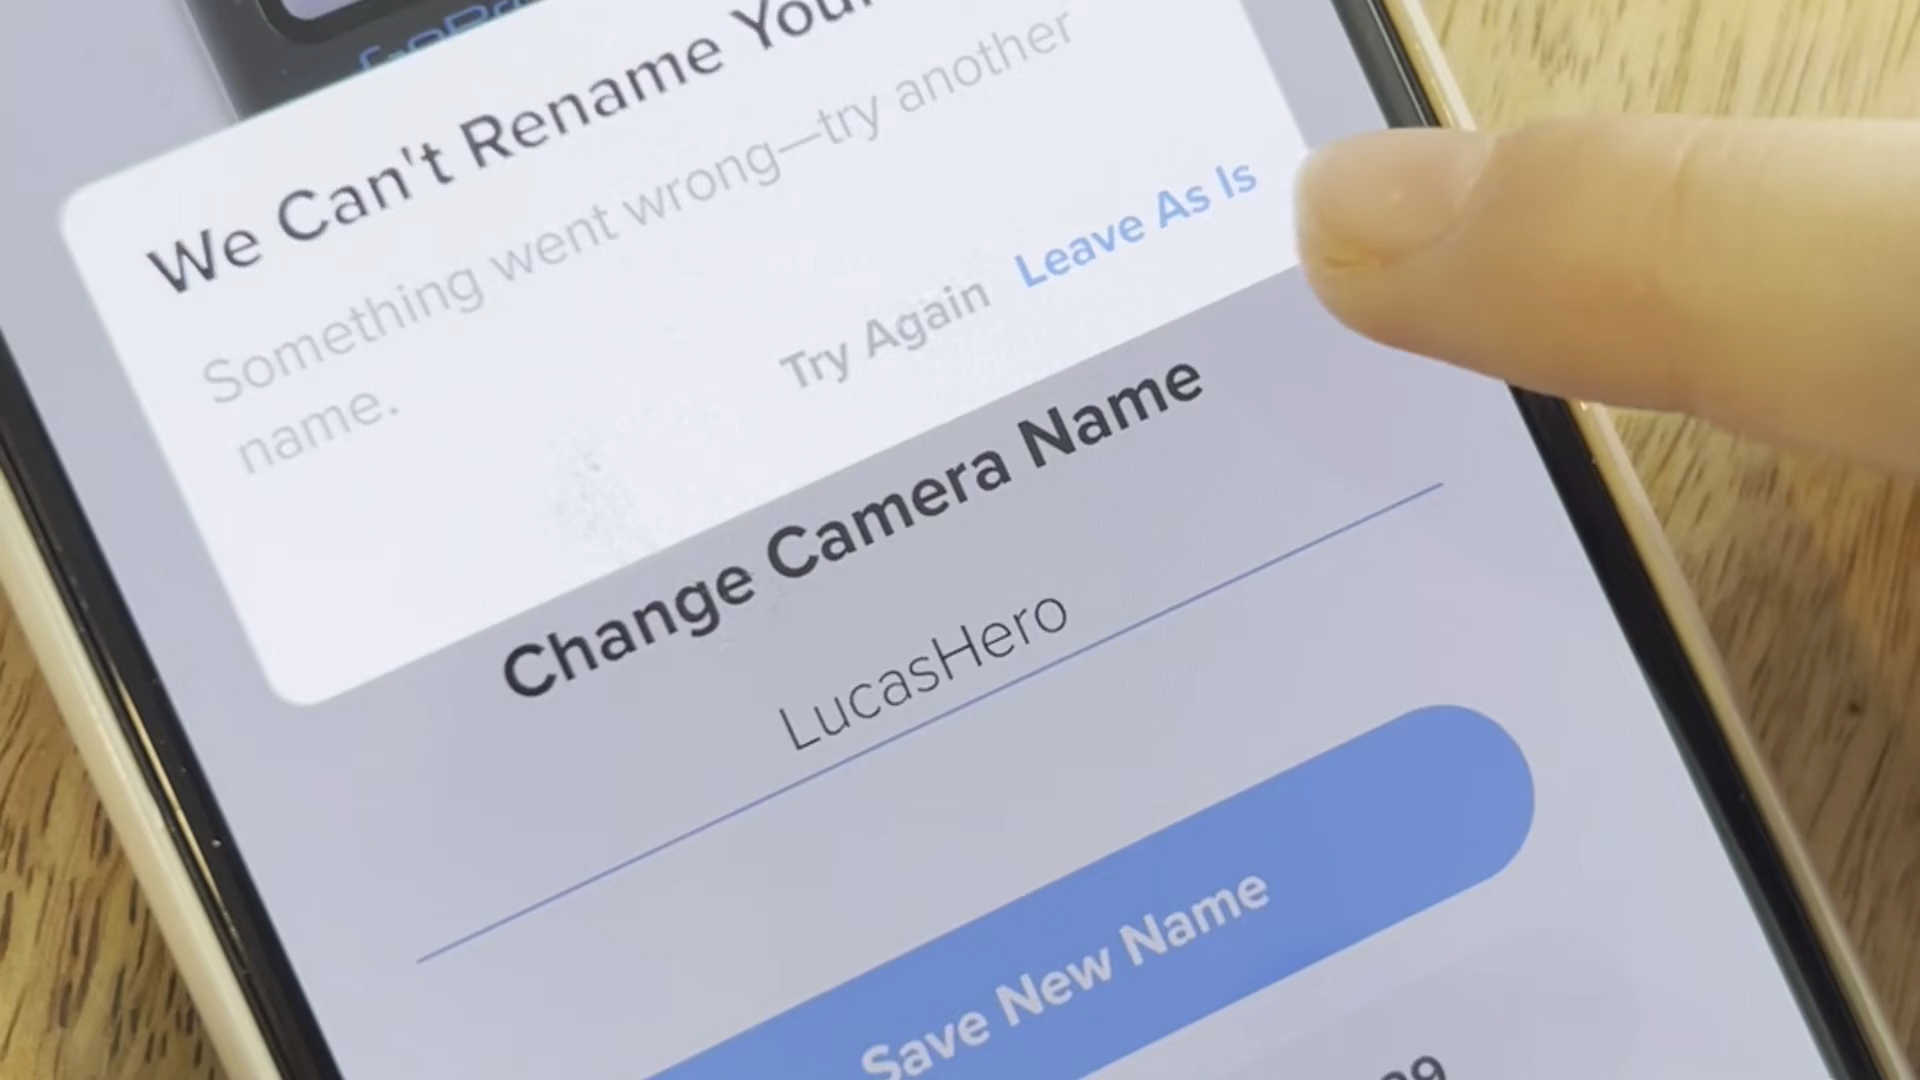 We Can't Rename Your
Something went wrong—try another
name.
Try Again Leave As Is
Change Camera Name
LucasHero
Save New Name